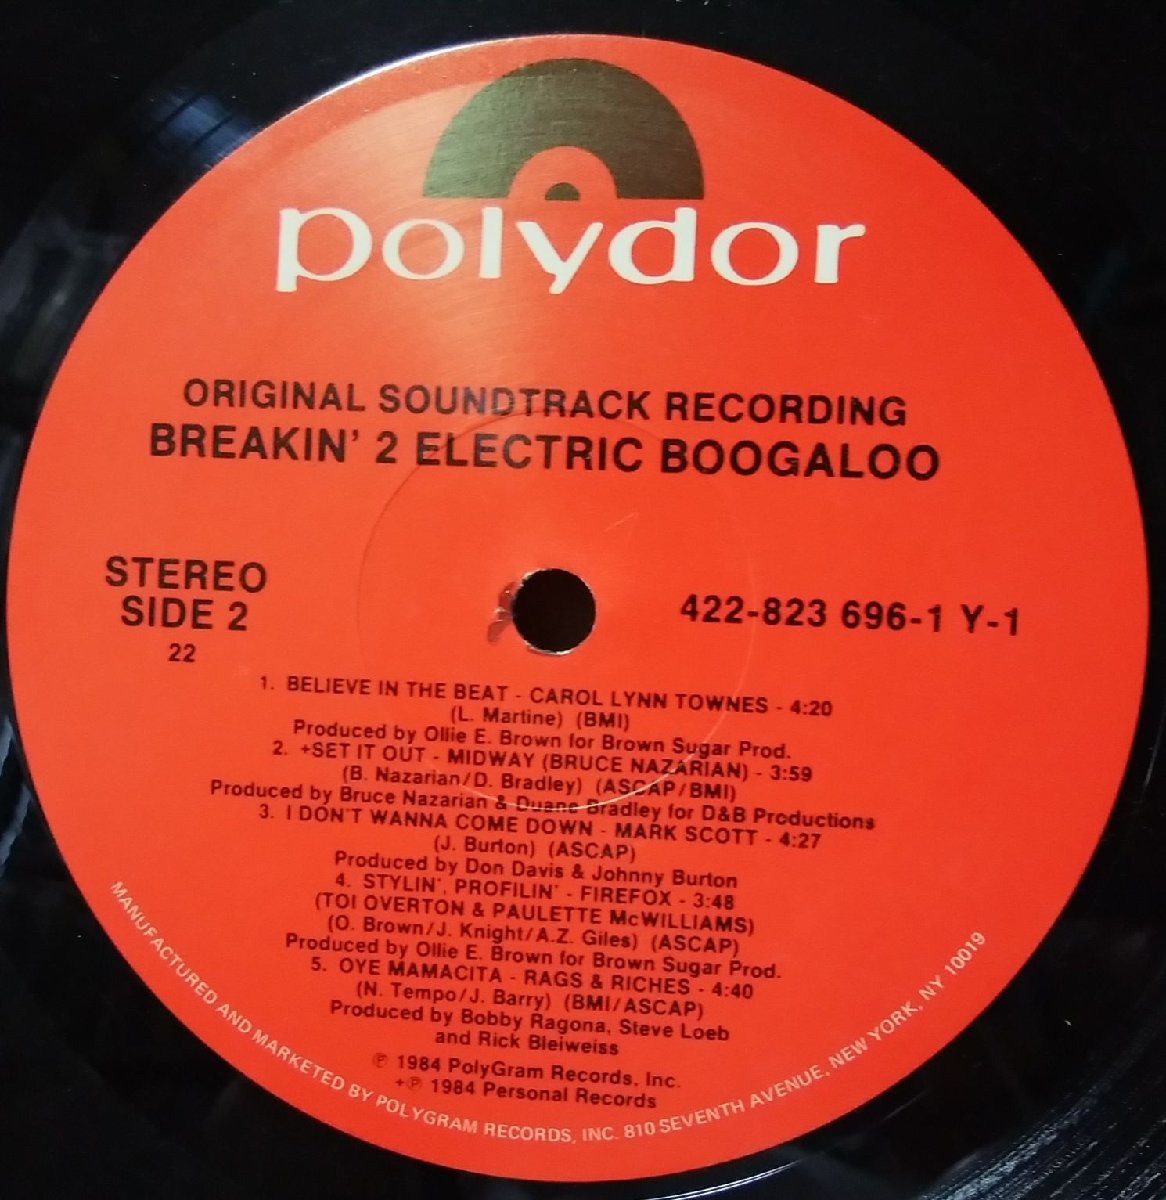 polydor
ORIGINAL SOUNDTRACK RECORDING
BREAKIN' 2 ELECTRIC BOOGALOO
STEREO
SIDE 2
22
422-823 696-1 Y-1
1. BELIEVE IN THE BEAT - CAROL LYNN TOWNES - 4:20
(L. Martine) (BMI)
Produced by Ollie E. Brown for Brown Sugar Prod.
2. +SET IT OUT - MIDWAY (BRUCE NAZARIAN) - 3:59
(B. Nazarian/D. Bradley) (ASCAP/BMI)
Produced by Bruce Nazarian & Duane Bradley for D&B Productions
3. I DON'T WANNA COME DOWN - MARK SCOTT - 4:27
(J. Burton) (ASCAP)
Produced by Don Davis & Johnny Burton
4. STYLIN', PROFILIN' - FIREFOX - 3:48
(TOI OVERTON & PAULETTE McWILLIAMS)
(O. Brown/J. Knight/A.Z. Giles) (ASCAP)
Produced by Ollie E. Brown for Brown Sugar Prod.
5. OYE MAMACITA - RAGS & RICHES - 4:40
(N. Tempo/J. Barry) (BMI/ASCAP)
Produced by Bobby Ragona, Steve Loeb
and Rick Bleiweiss
℗ 1984 PolyGram Records, Inc.
+℗ 1984 Personal Records
MANUFACTURED AND MARKETED BY POLYGRAM RECORDS, INC. 810 SEVENTH AVENUE, NEW YORK, NY 10019